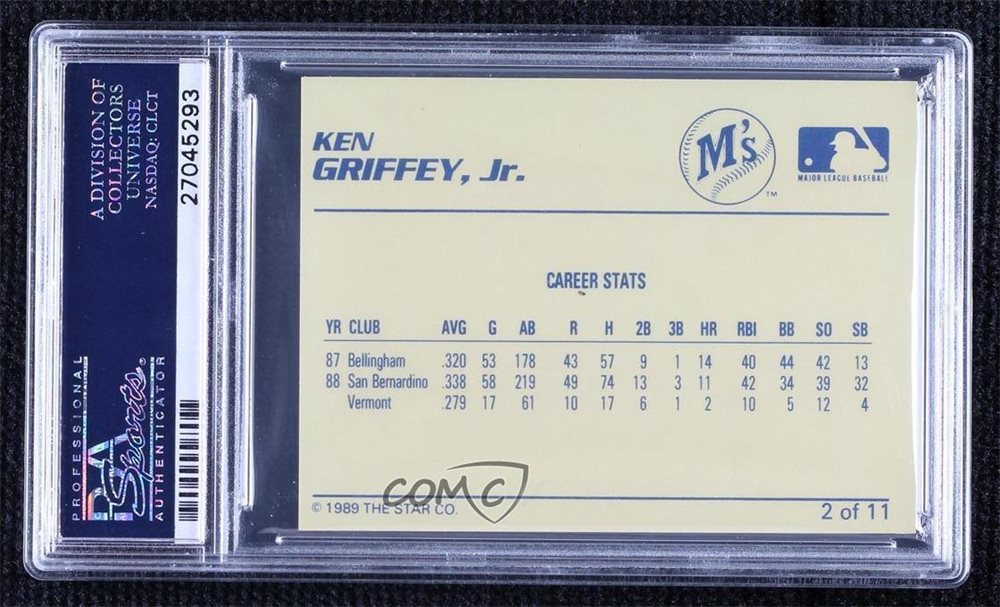 A DIVISION OF
COLLECTORS
UNIVERSE
NASDAQ: CLCT
27045293
PROFESSIONAL
PSA
Sports®
AUTHENTICATOR
KEN
GRIFFEY, Jr.
M's
TM
MAJOR LEAGUE BASEBALL
CAREER STATS
YR CLUB AVG G AB R H 2B 3B HR RBI BB SO SB
87 Bellingham .320 53 178 43 57 9 1 14 40 44 42 13
88 San Bernardino .338 58 219 49 74 13 3 11 42 34 39 32
Vermont .279 17 61 10 17 6 1 2 10 5 12 4
COMC
© 1989 THE STAR CO.
2 of 11